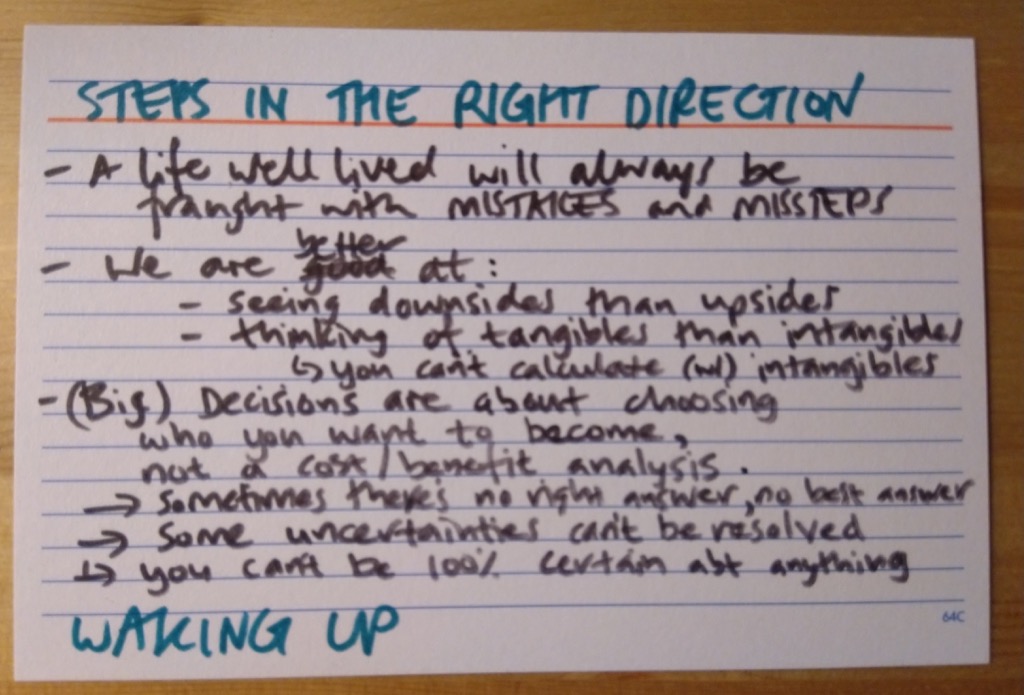 STEPS IN THE RIGHT DIRECTION
- A life well lived will always be
fraught with MISTAKES and MISSTEPS
better
- We are good at:
- seeing downsides than upsides
- thinking of tangibles than intangibles
↳ you can't calculate (w/) intangibles
- (Big) Decisions are about choosing
who you want to become,
not a cost/benefit analysis.
→ sometimes there's no right answer, no best answer
→ Some uncertainties can't be resolved
↳ you can't be 100% certain abt anything
64C
WAKING UP